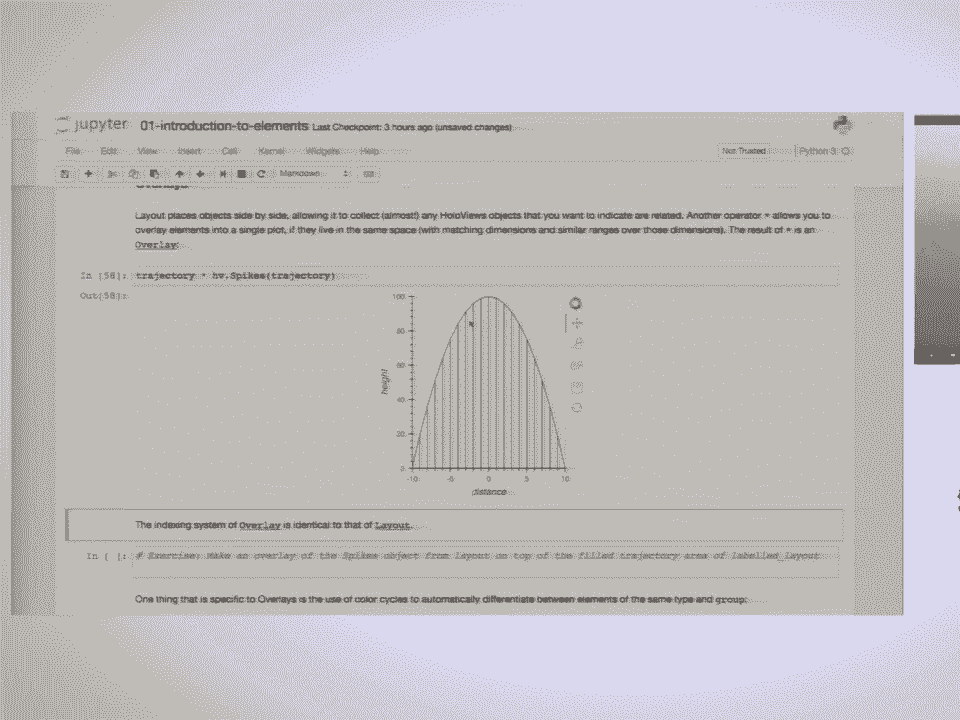 jupyter 01-introduction-to-elements Last Checkpoint: 3 hours ago (unsaved changes)
File Edit View Insert Cell Kernel Widgets Help Not Trusted Python 3
Markdown
Overlays
Layout places objects side by side, allowing it to collect (almost!) any HoloViews objects that you want to indicate are related. Another operator * allows you to
overlay elements into a single plot, if they live in the same space (with matching dimensions and similar ranges over those dimensions). The result of * is an
Overlay:
In [58]: trajectory * hv.Spikes(trajectory)
Out[58]:
100
80
60
40
20
0
-10 -5 0 5 10
height
distance
The indexing system of Overlay is identical to that of Layout.
In [ ]: # Exercise: Make an overlay of the Spikes object from layout on top of the filled trajectory area of labelled_layout
One thing that is specific to Overlays is the use of color cycles to automatically differentiate between elements of the same type and group: